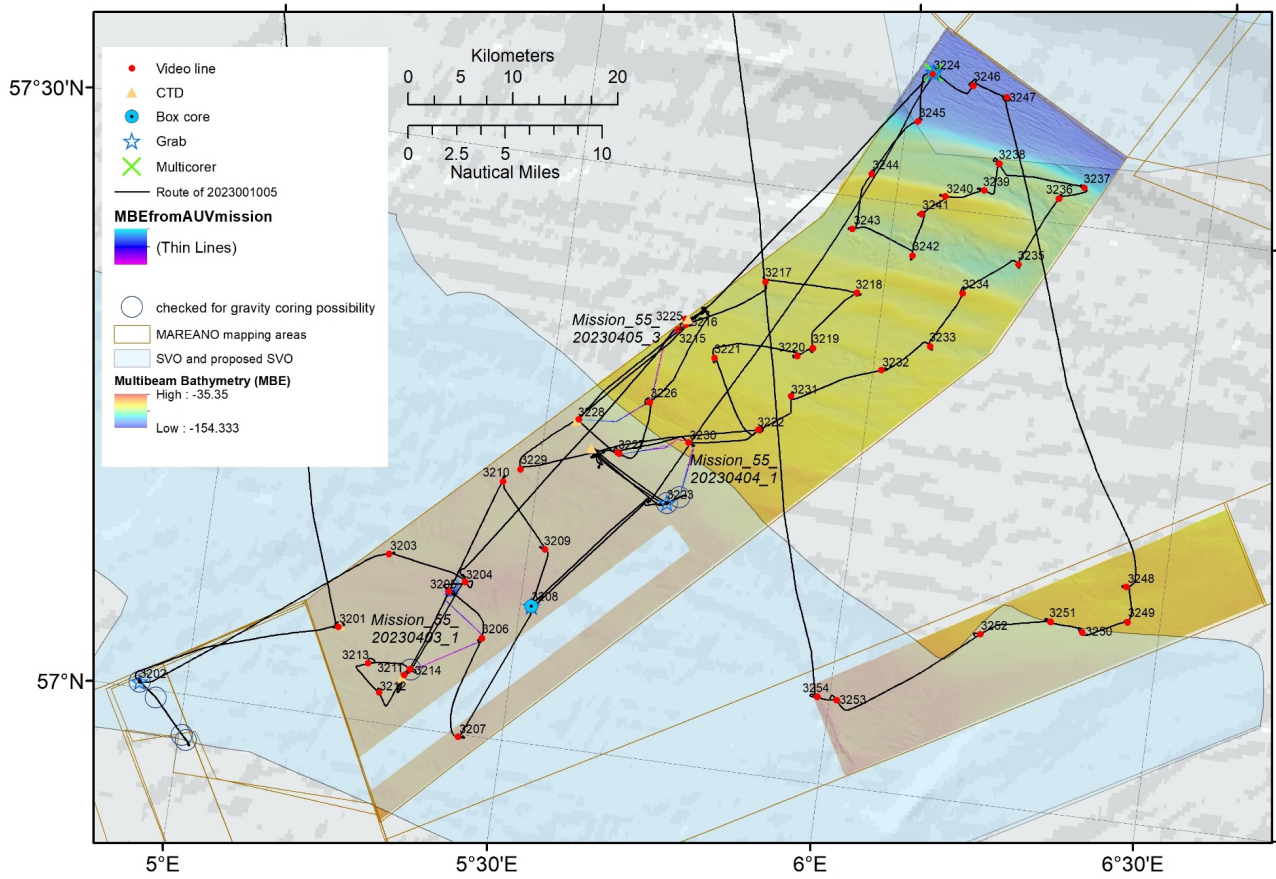 57°30'N
57°N
5°E
5°30'E
6°E
6°30'E
Video line
CTD
Box core
Grab
Multicorer
Route of 2023001005
MBEfromAUVmission
(Thin Lines)
checked for gravity coring possibility
MAREANO mapping areas
SVO and proposed SVO
Multibeam Bathymetry (MBE)
High : -35.35
Low : -154.333
Kilometers
0 5 10 20
0 2.5 5 10
Nautical Miles
3224
3246
3247
3245
3238
3244
3237
3239
3240
3236
3241
3243
3242
3235
3217
3218
3234
Mission_55_
20230405_3
3225
3216
3215
3219
3220
3221
3233
3232
3226
3231
3228
3222
3230
3227
Mission_55_
20230404_1
3229
3210
3223
3209
3203
3204
3205
3208
Mission_55_
20230403_1
3201
3206
3213
3211
3214
3202
3212
3207
3248
3249
3251
3250
3252
3254
3253